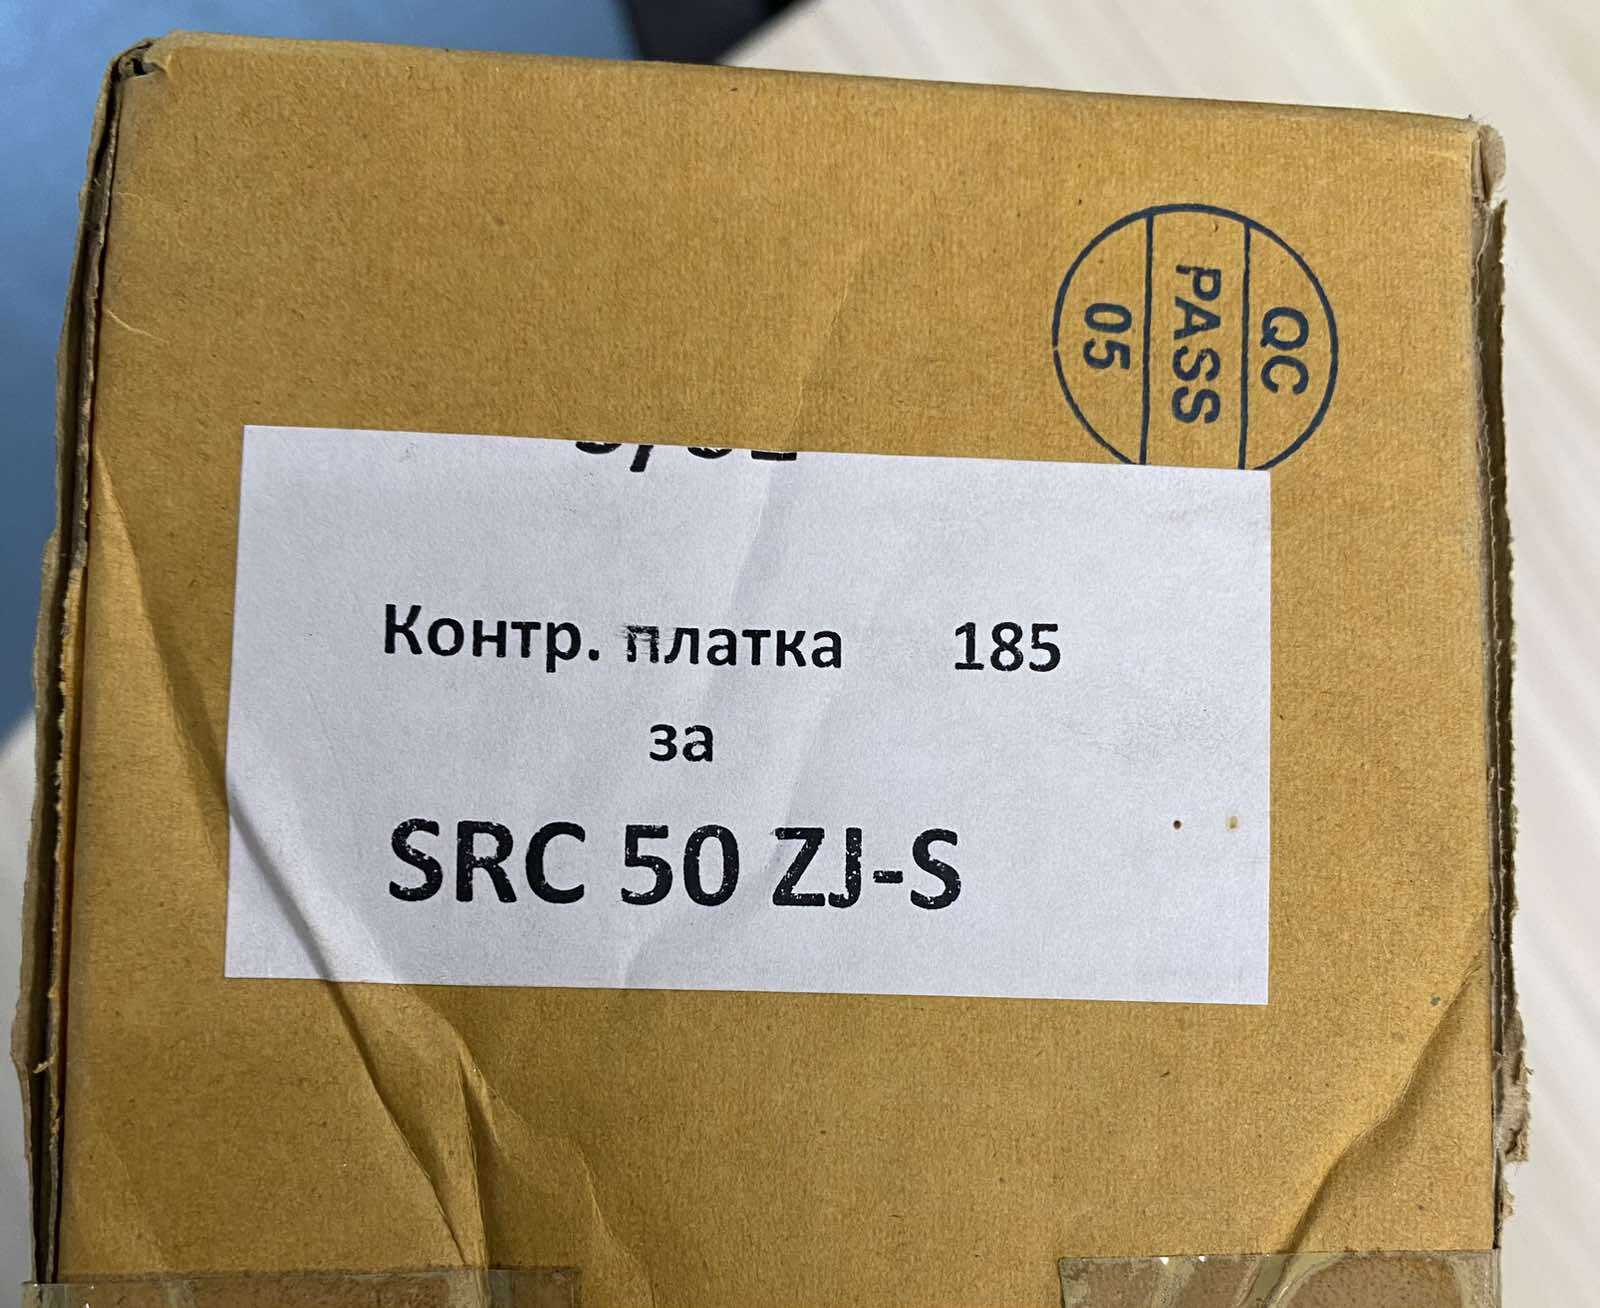 QC
PASS
05
Контр. платка 185
за
SRC 50 ZJ-S